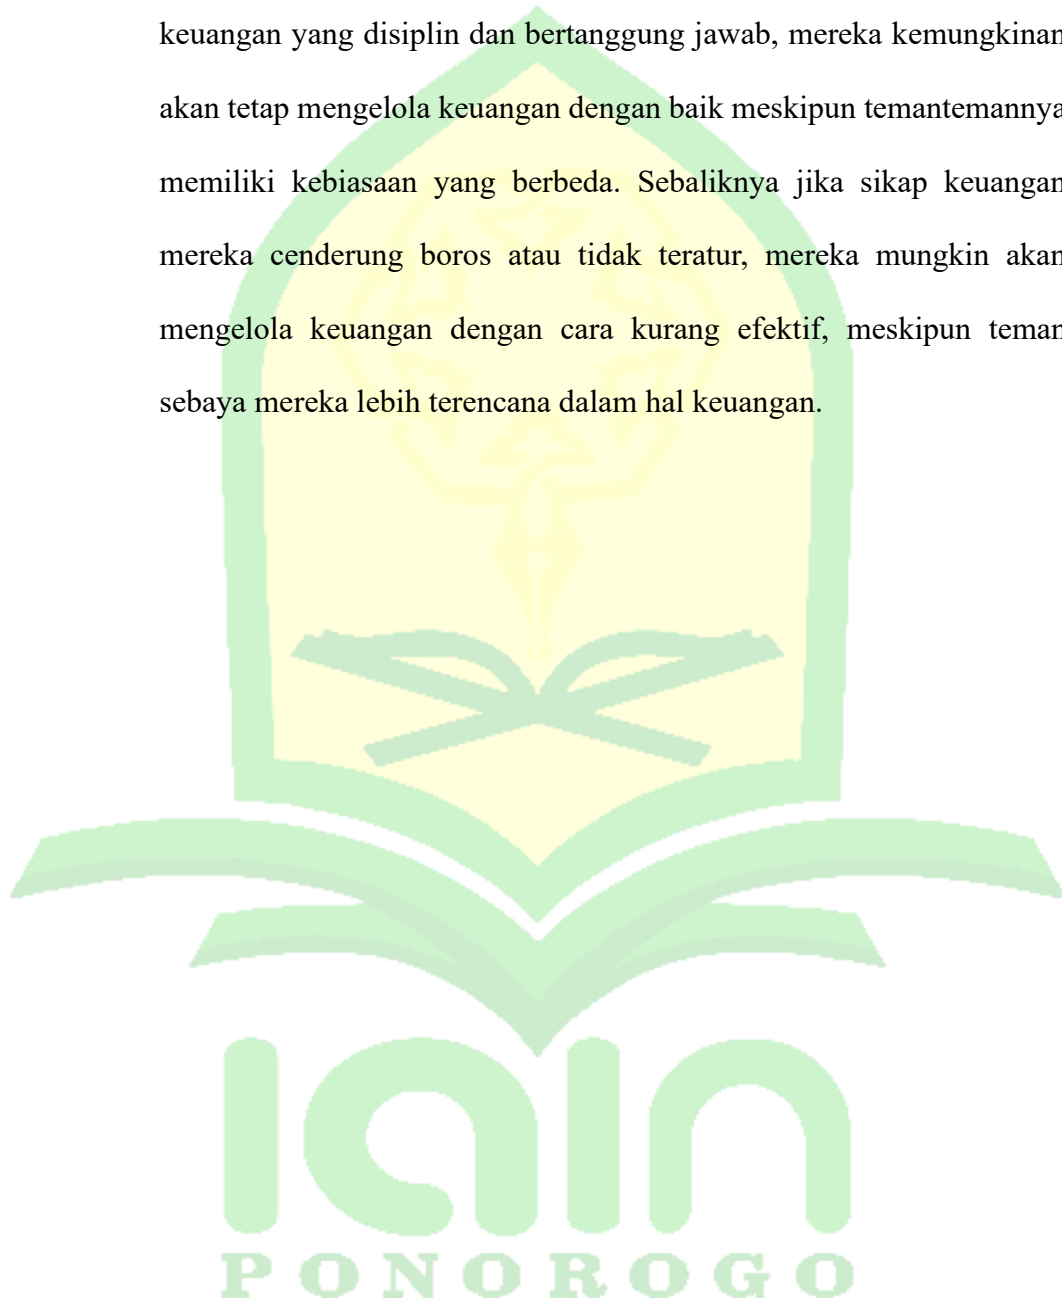 keuangan yang disiplin dan bertanggung jawab, mereka kemungkinan
akan tetap mengelola keuangan dengan baik meskipun temantemannya
memiliki kebiasaan yang berbeda. Sebaliknya jika sikap keuangan
mereka cenderung boros atau tidak teratur, mereka mungkin akan
mengelola keuangan dengan cara kurang efektif, meskipun teman
sebaya mereka lebih terencana dalam hal keuangan.
IAIN
PONOROGO